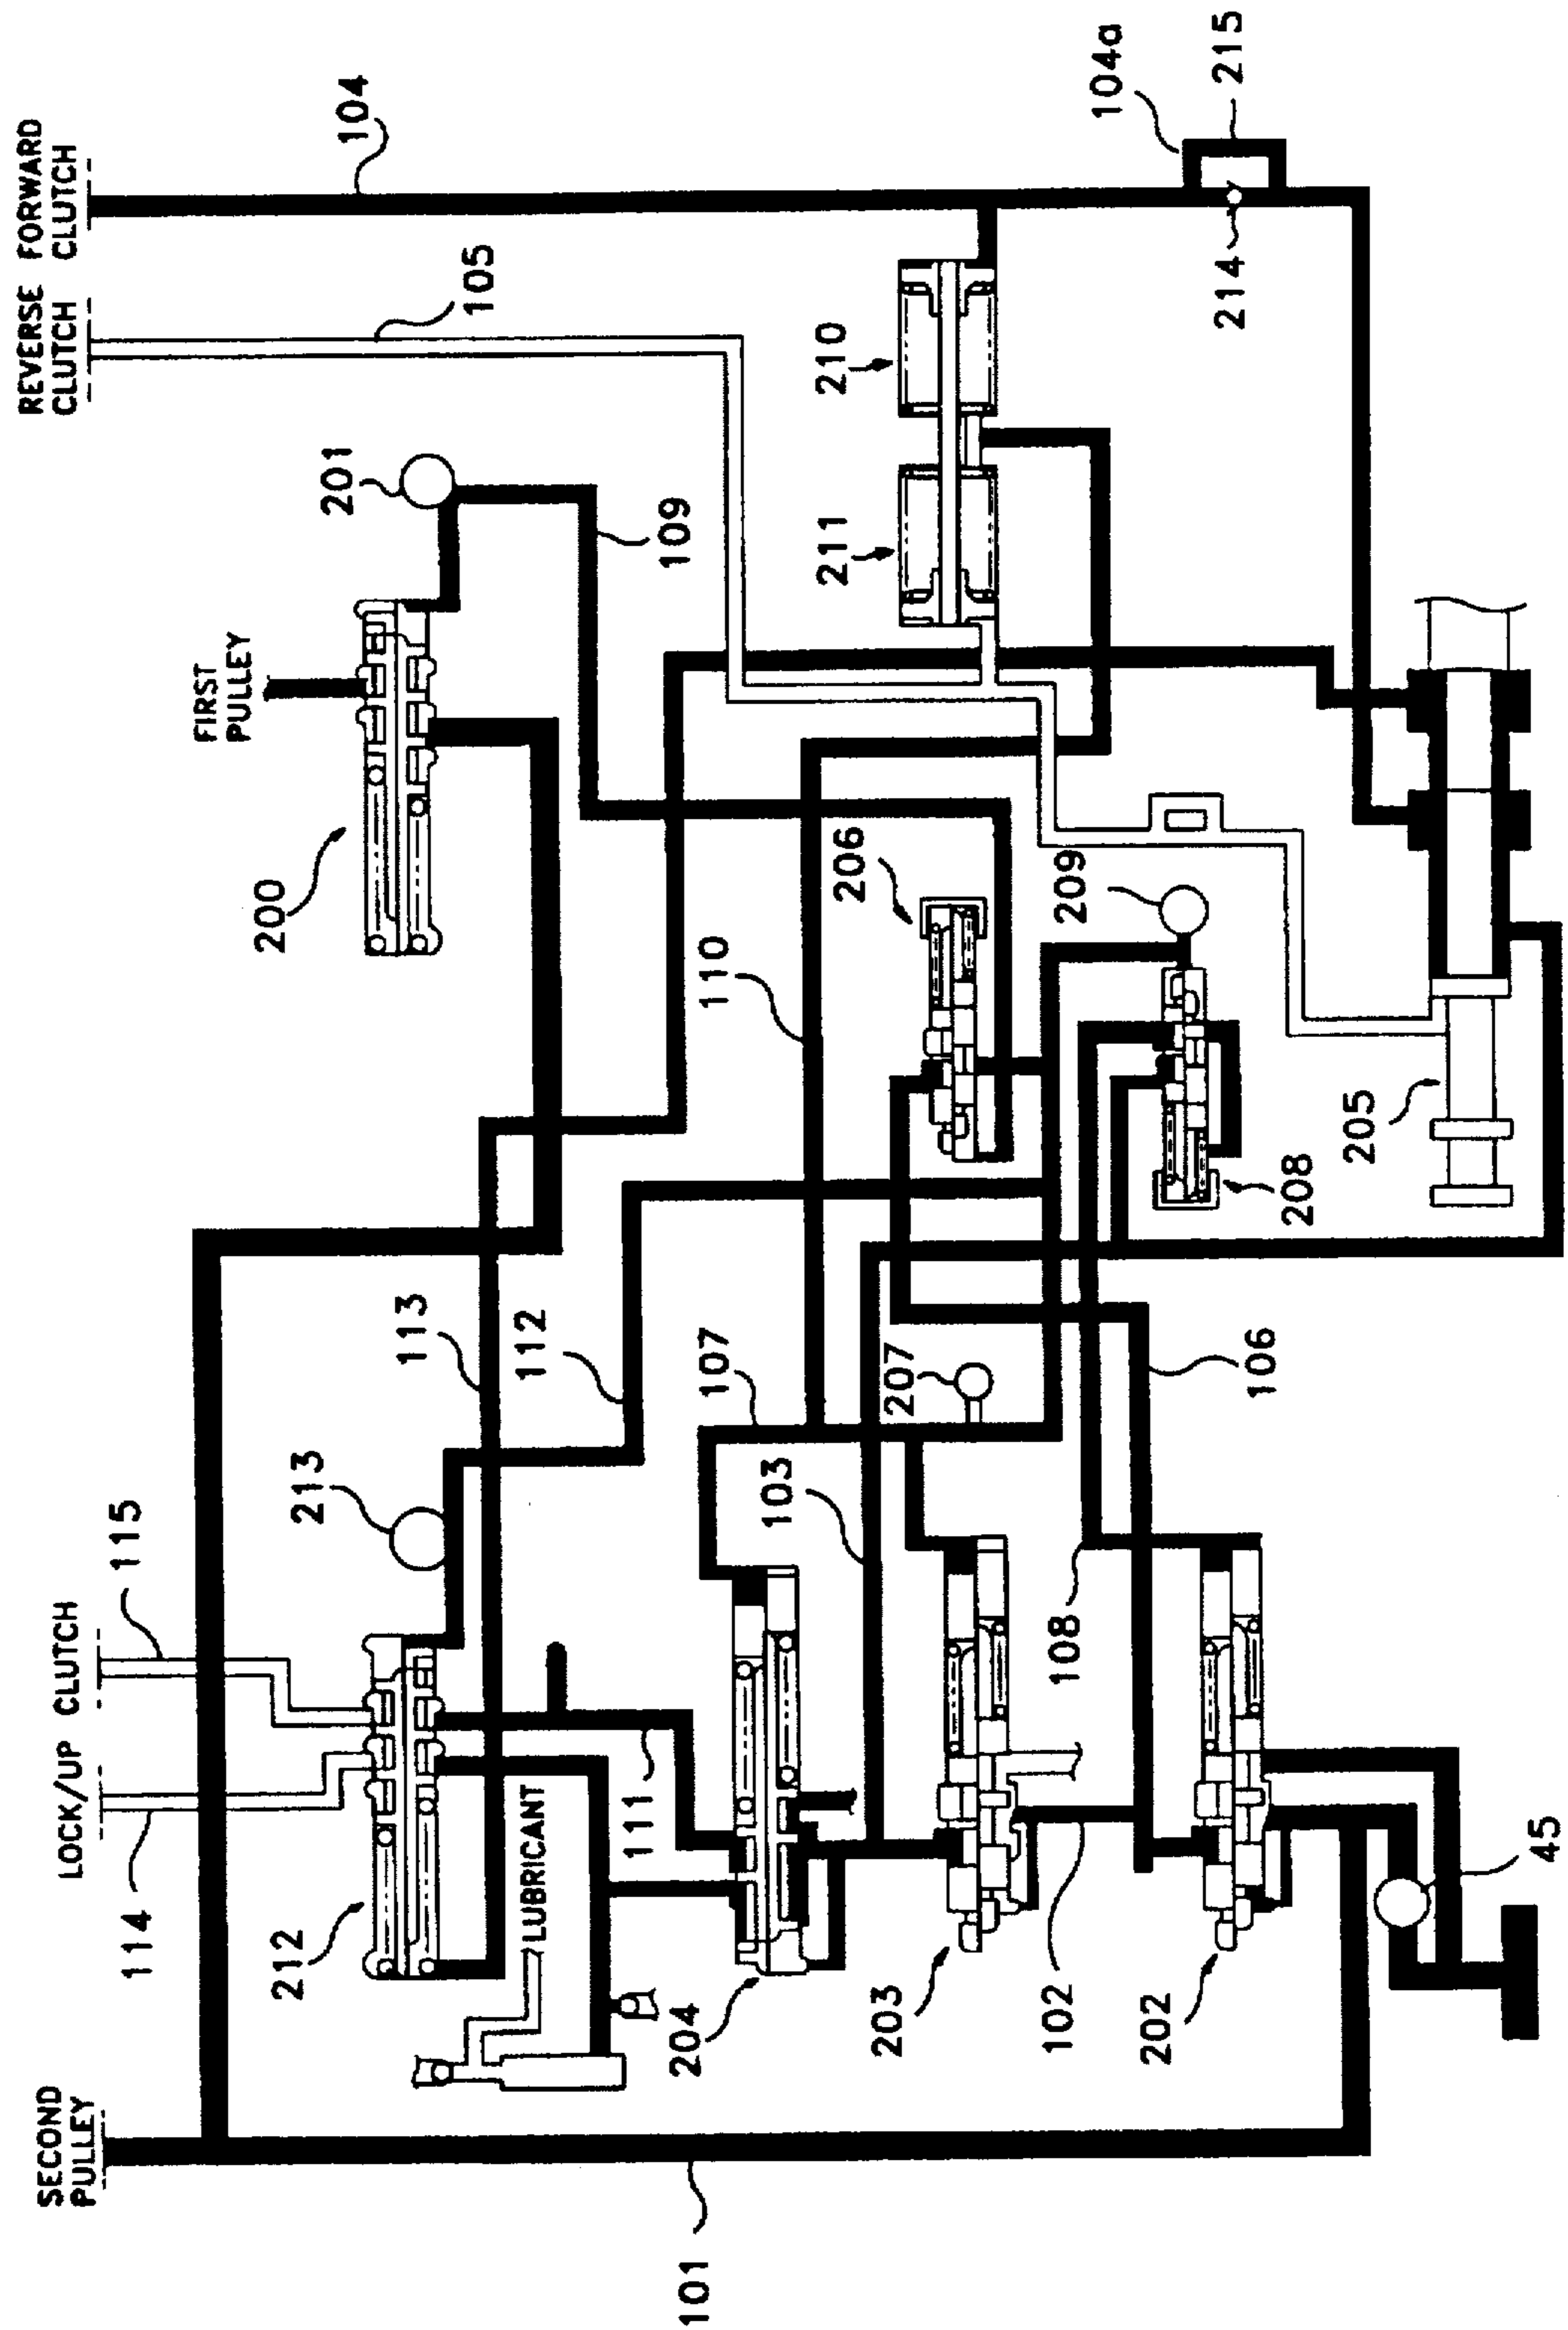 SECOND
PULLEY
LOCK/UP CLUTCH
FIRST
PULLEY
REVERSE
CLUTCH
FORWARD
CLUTCH
LUBRICANT
101
114
115
212
213
113
112
200
201
109
105
104
111
204
107
103
110
211
210
203
102
207
206
108
106
209
208
205
202
45
214
104a
215